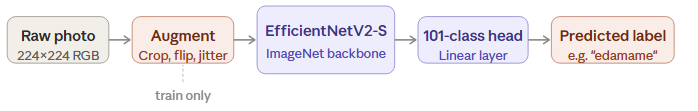 Raw photo
224×224 RGB
Augment
Crop, flip, jitter
train only
EfficientNetV2-S
ImageNet backbone
101-class head
Linear layer
Predicted label
e.g. "edamame"